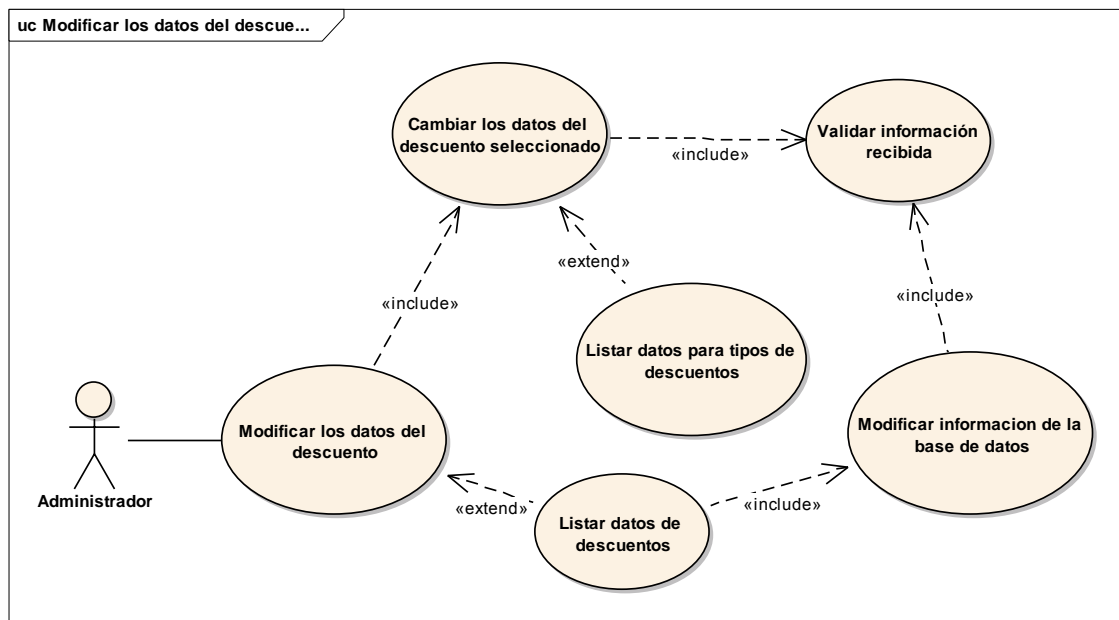 uc Modificar los datos del descue...
Cambiar los datos del
descuento seleccionado
Validar información
recibida
«include»
«extend»
«include»
«include»
Listar datos para tipos de
descuentos
Modificar los datos del
descuento
Modificar informacion de la
base de datos
Administrador
«extend»
«include»
Listar datos de
descuentos